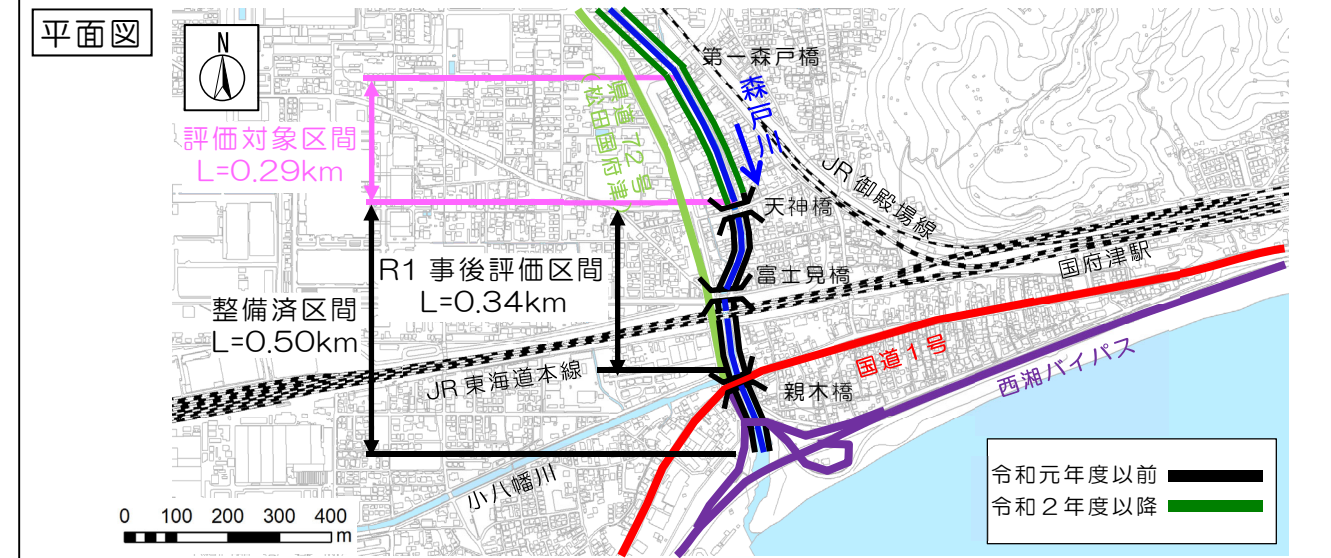 平面図
N
第一森戸橋
森戸川
県道72号
(松田国府津)
評価対象区間
L=0.29km
JR御殿場線
天神橋
R1 事後評価区間
L=0.34km
富士見橋
国府津駅
整備済区間
L=0.50km
国道1号
西湘バイパス
JR東海道本線
親木橋
小八幡川
令和元年度以前
令和2年度以降
0 100 200 300 400
m